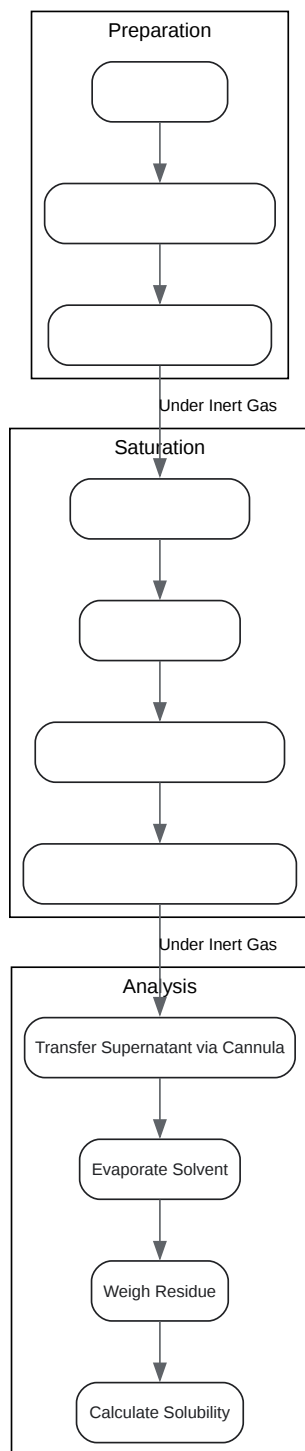 Preparation
Under Inert Gas
Saturation
Under Inert Gas
Analysis
Transfer Supernatant via Cannula
Evaporate Solvent
Weigh Residue
Calculate Solubility